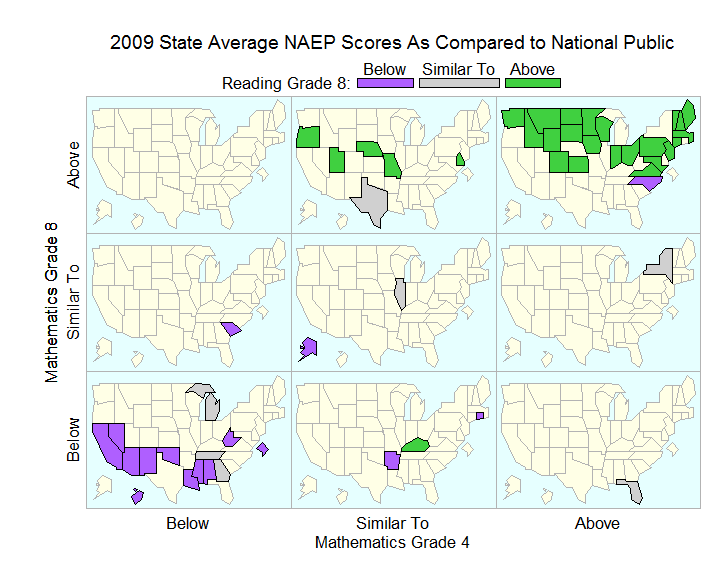 2009 State Average NAEP Scores As Compared to National Public
Below Similar To Above
Reading Grade 8:
Above
Mathematics Grade 8
Similar To
Below
Below Similar To Above
Mathematics Grade 4